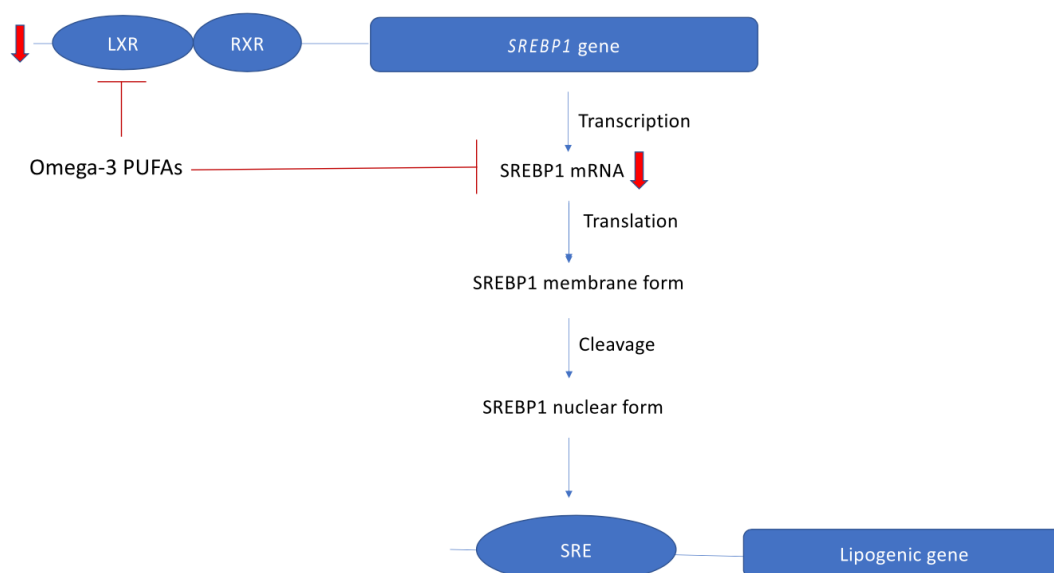 LXR
RXR
SREBP1 gene
Transcription
Omega-3 PUFAs
SREBP1 mRNA
Translation
SREBP1 membrane form
Cleavage
SREBP1 nuclear form
SRE
Lipogenic gene